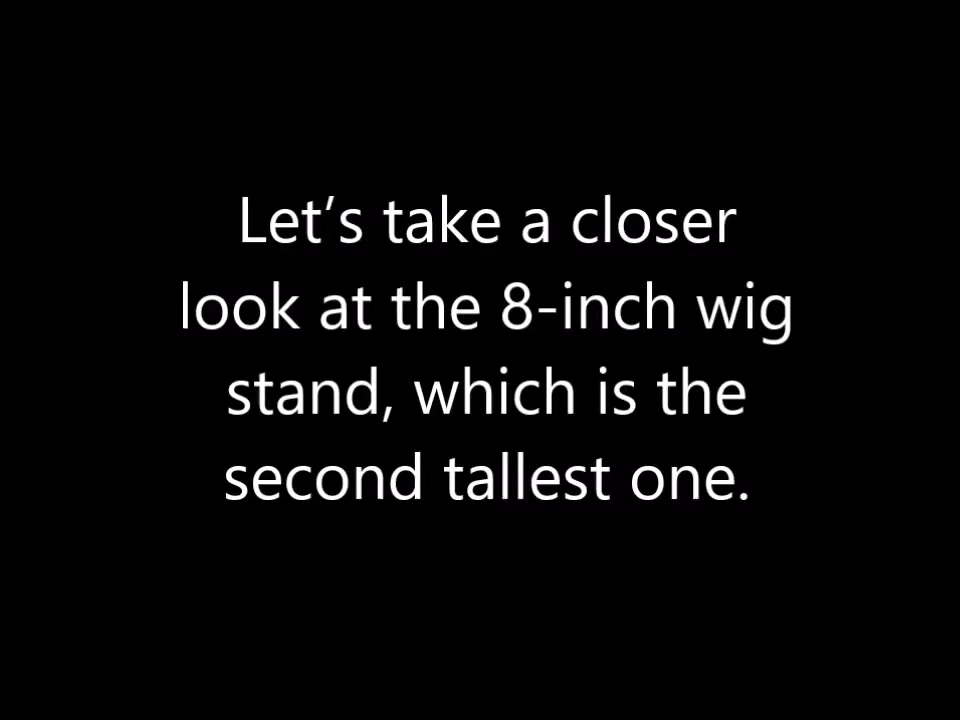 Let’s take a closer
look at the 8-inch wig
stand, which is the
second tallest one.